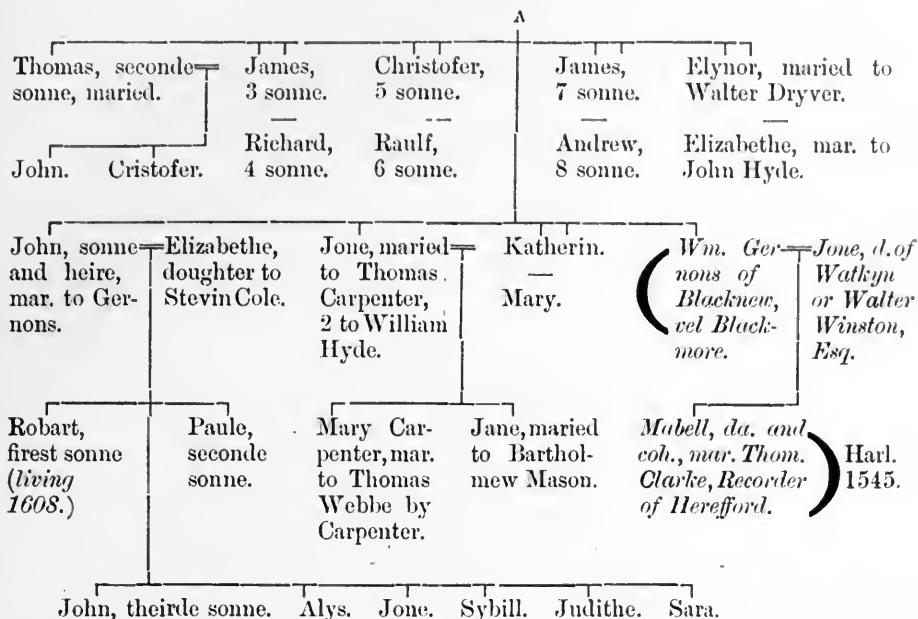 A
Thomas, seconde sonne, maried.
James, 3 sonne.
Christofer, 5 sonne.
James, 7 sonne.
Elynor, maried to Walter Dryver.
Richard, 4 sonne.
Raulf, 6 sonne.
Andrew, 8 sonne.
Elizabethe, mar. to John Hyde.
John. Cristofer.
John, sonne and heire, mar. to Gernons.
Elizabethe, doughter to Stevin Cole.
Jone, maried to Thomas Carpenter, 2 to William Hyde.
Katherin.
Mary.
Wm. Gernons of Blacknew, vel Blackmore.
Jone, d. of Watkyn or Walter Winston, Esq.
Robart, firest sonne (living 1608.)
Paule, seconde sonne.
Mary Carpenter, mar. to Thomas Webbe by Carpenter.
Jane, maried to Bartholmew Mason.
Mabell, da. and coh., mar. Thom. Clarke, Recorder of Herefford.
Harl. 1545.
John, theirde sonne. Alys. Jone. Sybill. Judithe. Sara.